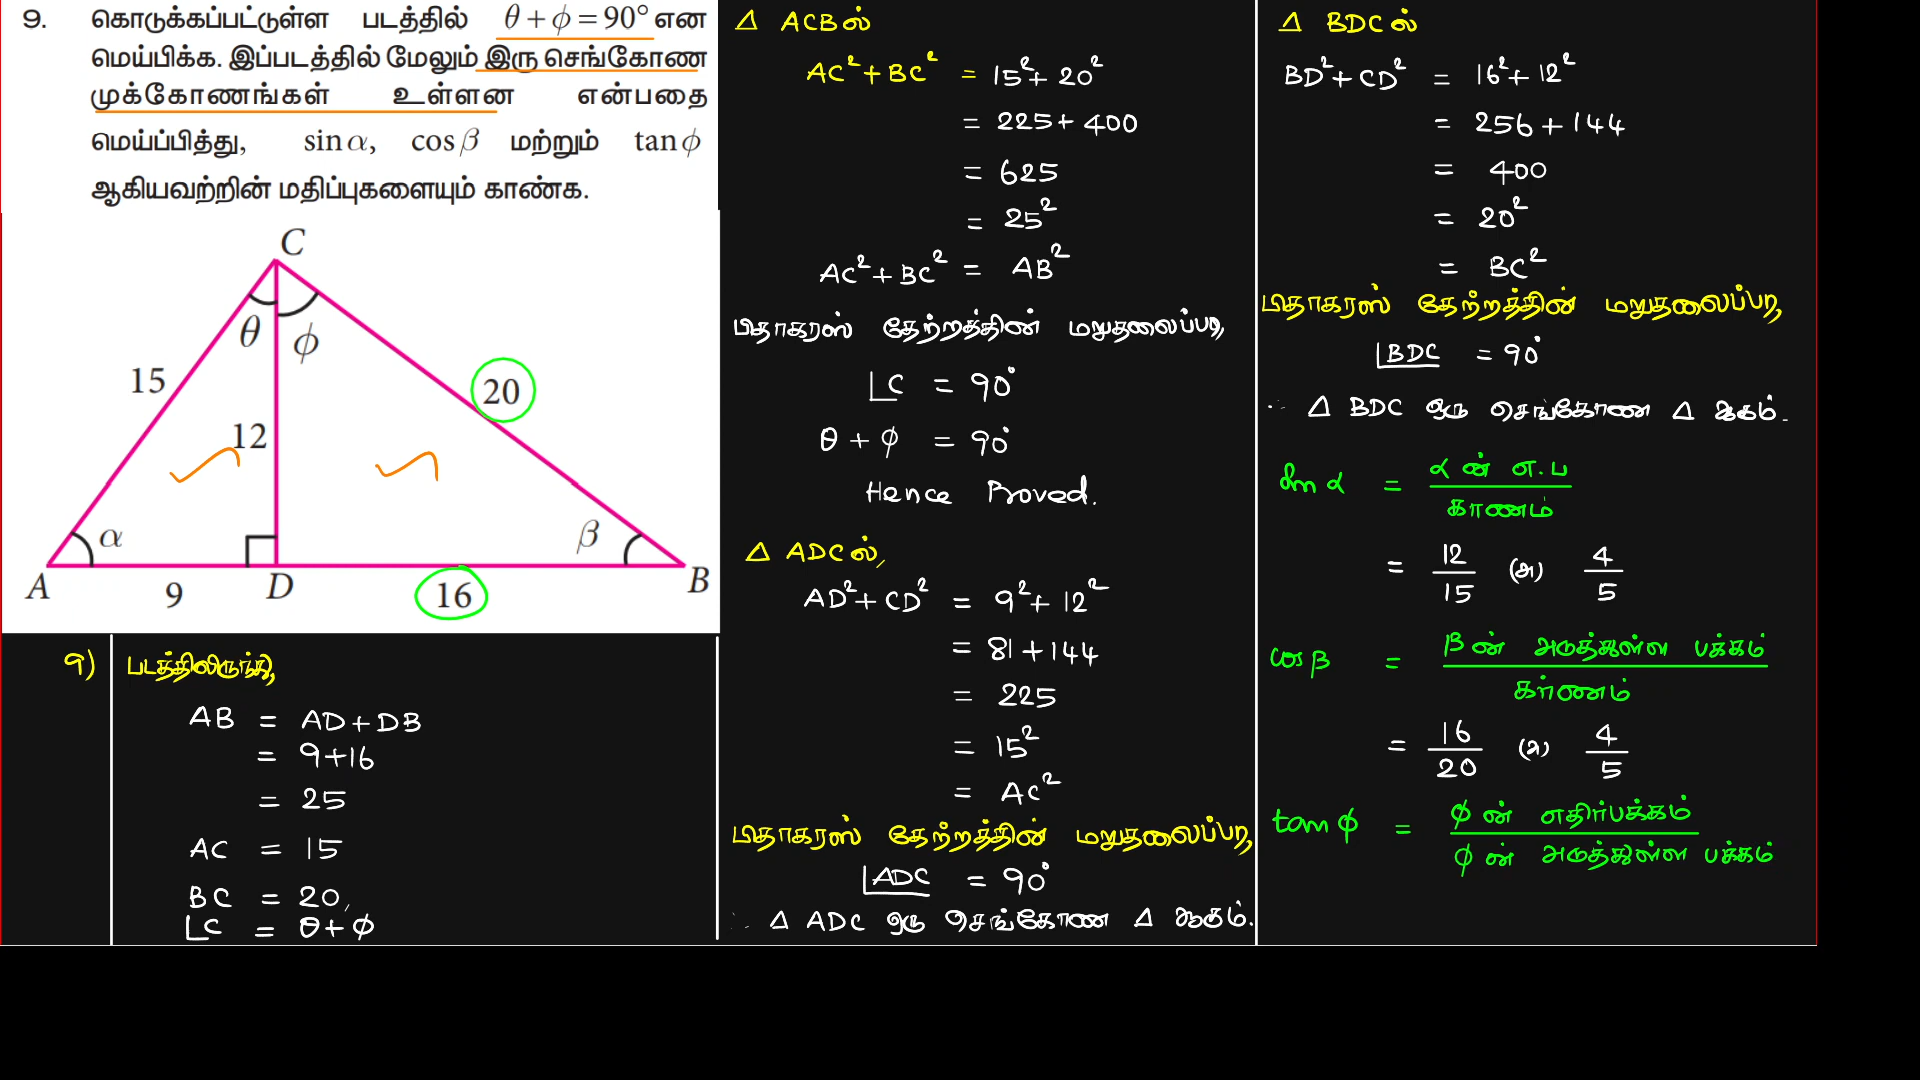 9. கொடுக்கப்பட்டுள்ள படத்தில் θ + ϕ = 90° என
மெய்பிக்க. இப்படத்தில் மேலும் இரு செங்கோண
முக்கோணங்கள் உள்ளன என்பதை
மெய்ப்பித்து, sin α, cos β மற்றும் tan ϕ
ஆகியவற்றின் மதிப்புகளையும் காண்க.
C
θ
ϕ
15
20
12
α
β
A
9
D
16
B
9) படத்திலிருந்து,
AB = AD + DB
= 9+16
= 25
AC = 15
BC = 20,
∠C = θ + ϕ
Δ ACB ல்
AC² + BC² = 15² + 20²
= 225 + 400
= 625
= 25²
AC² + BC² = AB²
பிதாகரஸ் தேற்றத்தின் மறுதலைப்படி,
∠C = 90°
θ + ϕ = 90°
Hence Proved.
Δ ADC ல்,
AD² + CD² = 9² + 12²
= 81 + 144
= 225
= 15²
= AC²
பிதாகரஸ் தேற்றத்தின் மறுதலைப்படி,
∠ADC = 90°
∴ Δ ADC ஒரு செங்கோண Δ ஆகும்.
Δ BDC ல்
BD² + CD² = 16² + 12²
= 256 + 144
= 400
= 20²
= BC²
பிதாகரஸ் தேற்றத்தின் மறுதலைப்படி,
∠BDC = 90°
∴ Δ BDC ஒரு செங்கோண Δ ஆகும்.
sin α = α ன் எ.ப / கர்ணம்
= 12/15 (அ) 4/5
cos β = β ன் அடுத்துள்ள பக்கம் / கர்ணம்
= 16/20 (அ) 4/5
tan ϕ = ϕ ன் எதிர்பக்கம் / ϕ ன் அடுத்துள்ள பக்கம்